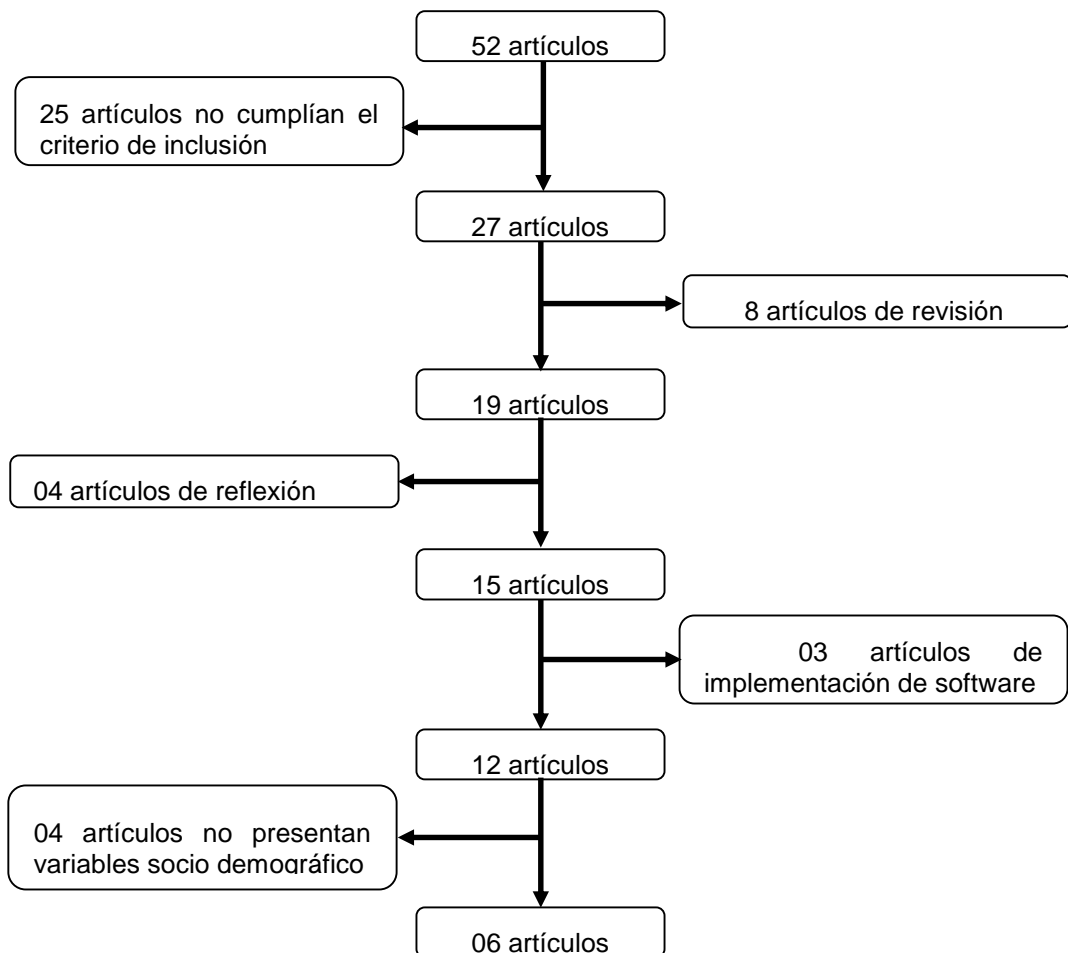 52 artículos
25 artículos no cumplían el
criterio de inclusión
27 artículos
8 artículos de revisión
19 artículos
04 artículos de reflexión
15 artículos
03 artículos de
implementación de software
12 artículos
04 artículos no presentan
variables socio demográfico
06 artículos